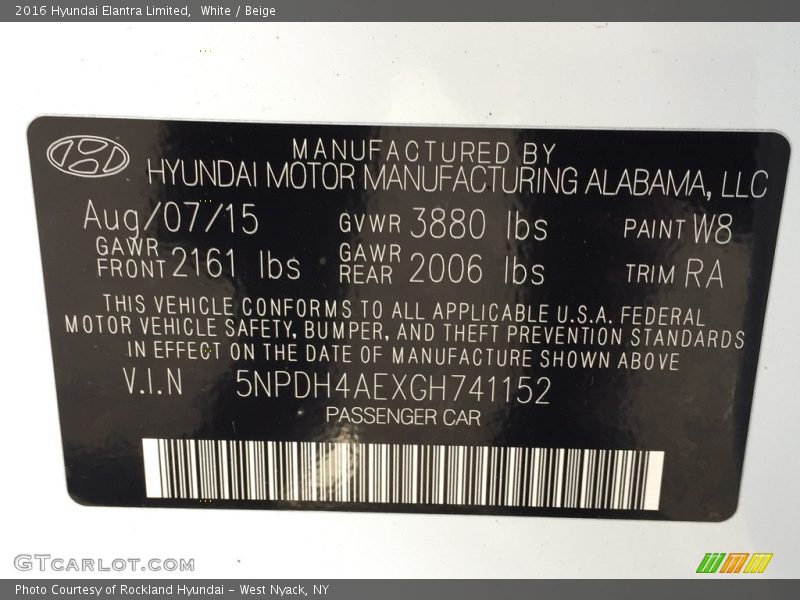 2016 Hyundai Elantra Limited, White / Beige
MANUFACTURED BY
HYUNDAI MOTOR MANUFACTURING ALABAMA, LLC
Aug/07/15 GVWR 3880 lbs PAINT W8
GAWR FRONT 2161 lbs GAWR REAR 2006 lbs TRIM RA
THIS VEHICLE CONFORMS TO ALL APPLICABLE U.S.A. FEDERAL
MOTOR VEHICLE SAFETY, BUMPER, AND THEFT PREVENTION STANDARDS
IN EFFECT ON THE DATE OF MANUFACTURE SHOWN ABOVE
V.I.N 5NPDH4AEXGH741152
PASSENGER CAR
GTCARLOT.COM
Photo Courtesy of Rockland Hyundai - West Nyack, NY